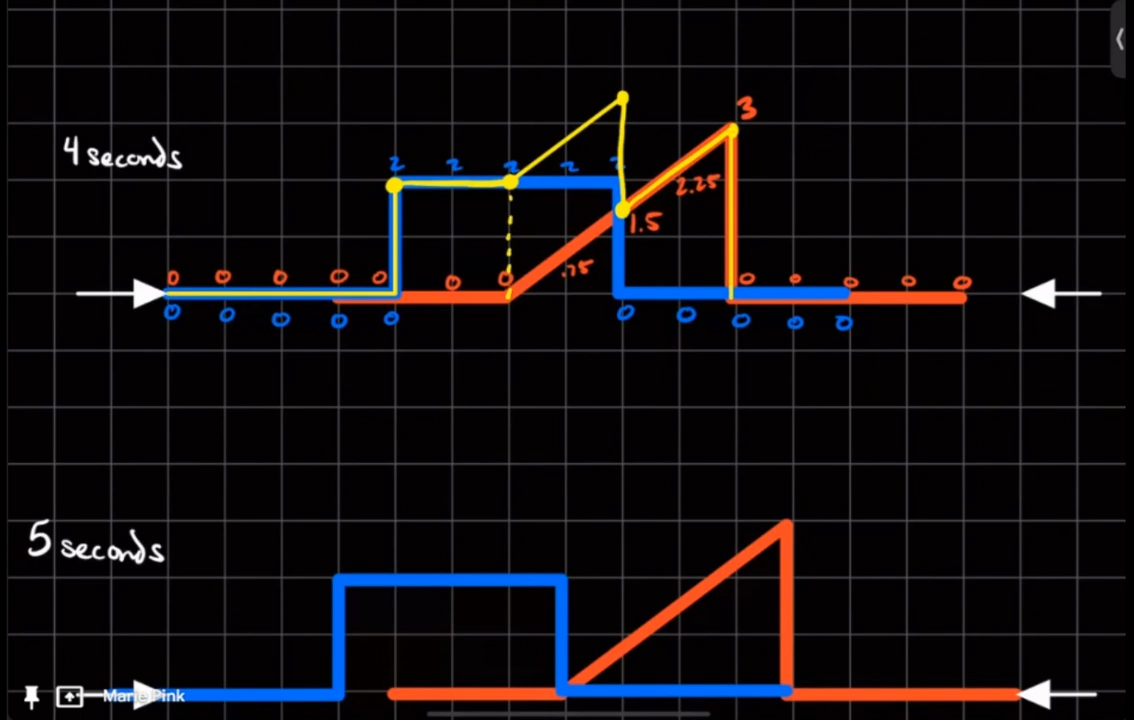 3
4 seconds
2 2 2 2 2
2.25
1.5
.75
0 0 0 0 0 0 0 0 0 0 0 0
0 0 0 0 0 0 0 0 0 0
5 seconds
Marie Pink